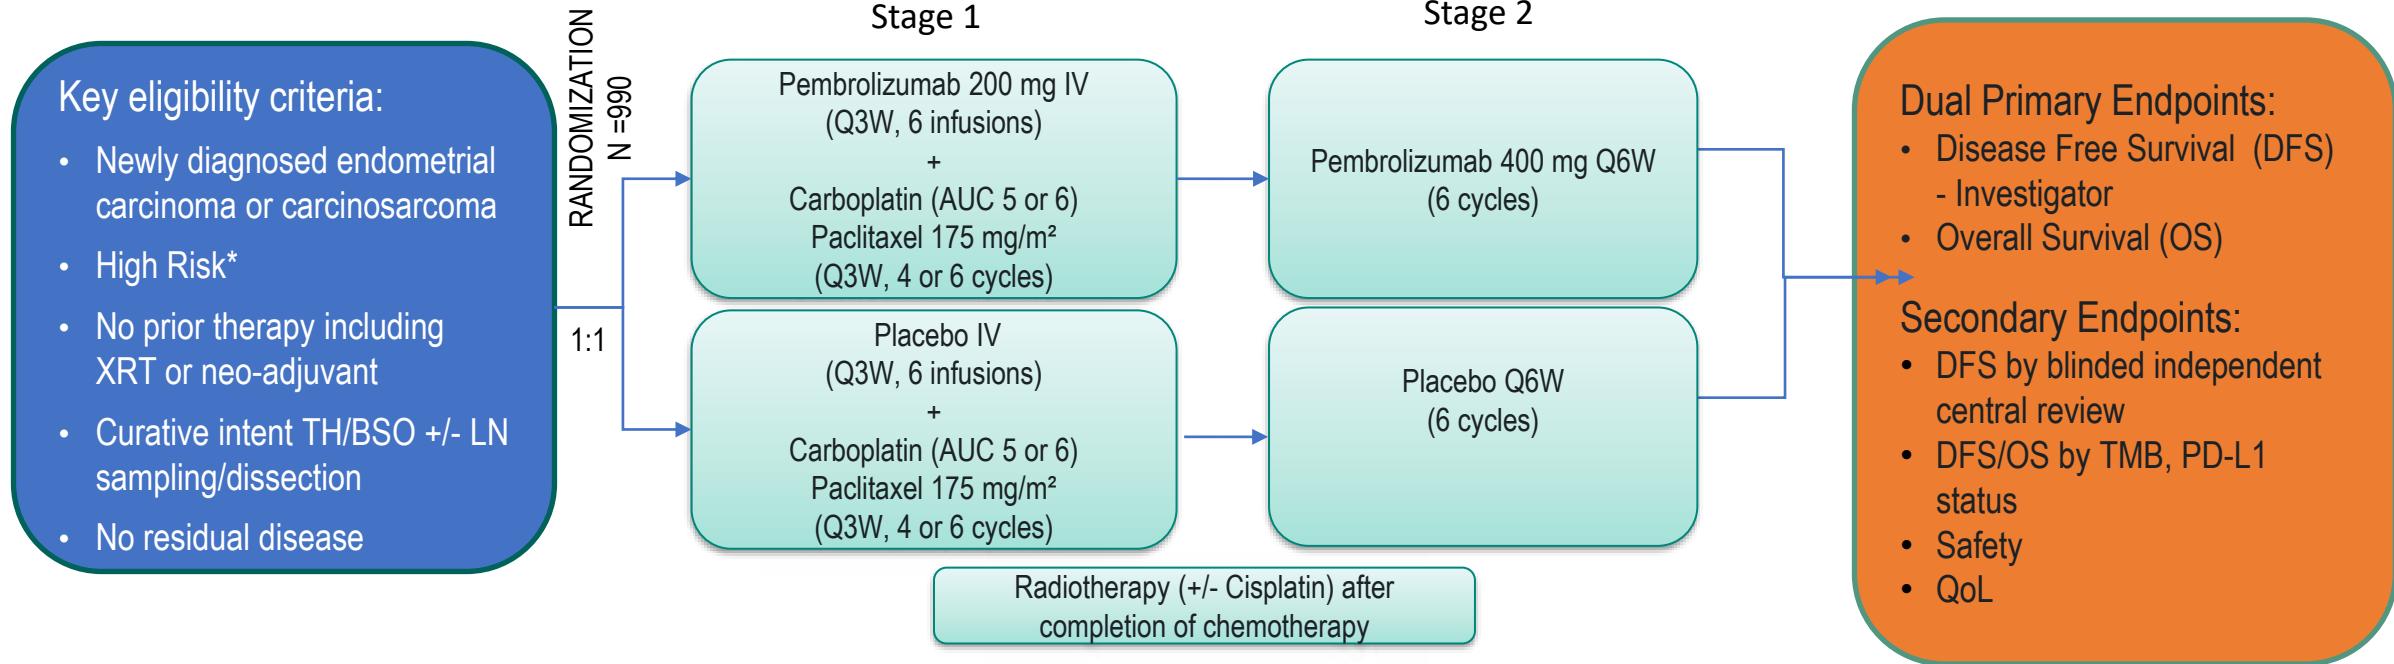 Key eligibility criteria:
• Newly diagnosed endometrial
carcinoma or carcinosarcoma
• High Risk*
• No prior therapy including
XRT or neo-adjuvant
• Curative intent TH/BSO +/- LN
sampling/dissection
• No residual disease
RANDOMIZATION
N =990
1:1
Stage 1
Pembrolizumab 200 mg IV
(Q3W, 6 infusions)
+
Carboplatin (AUC 5 or 6)
Paclitaxel 175 mg/m²
(Q3W, 4 or 6 cycles)
Placebo IV
(Q3W, 6 infusions)
+
Carboplatin (AUC 5 or 6)
Paclitaxel 175 mg/m²
(Q3W, 4 or 6 cycles)
Stage 2
Pembrolizumab 400 mg Q6W
(6 cycles)
Placebo Q6W
(6 cycles)
Radiotherapy (+/- Cisplatin) after
completion of chemotherapy
Dual Primary Endpoints:
• Disease Free Survival (DFS)
- Investigator
• Overall Survival (OS)
Secondary Endpoints:
• DFS by blinded independent
central review
• DFS/OS by TMB, PD-L1
status
• Safety
• QoL